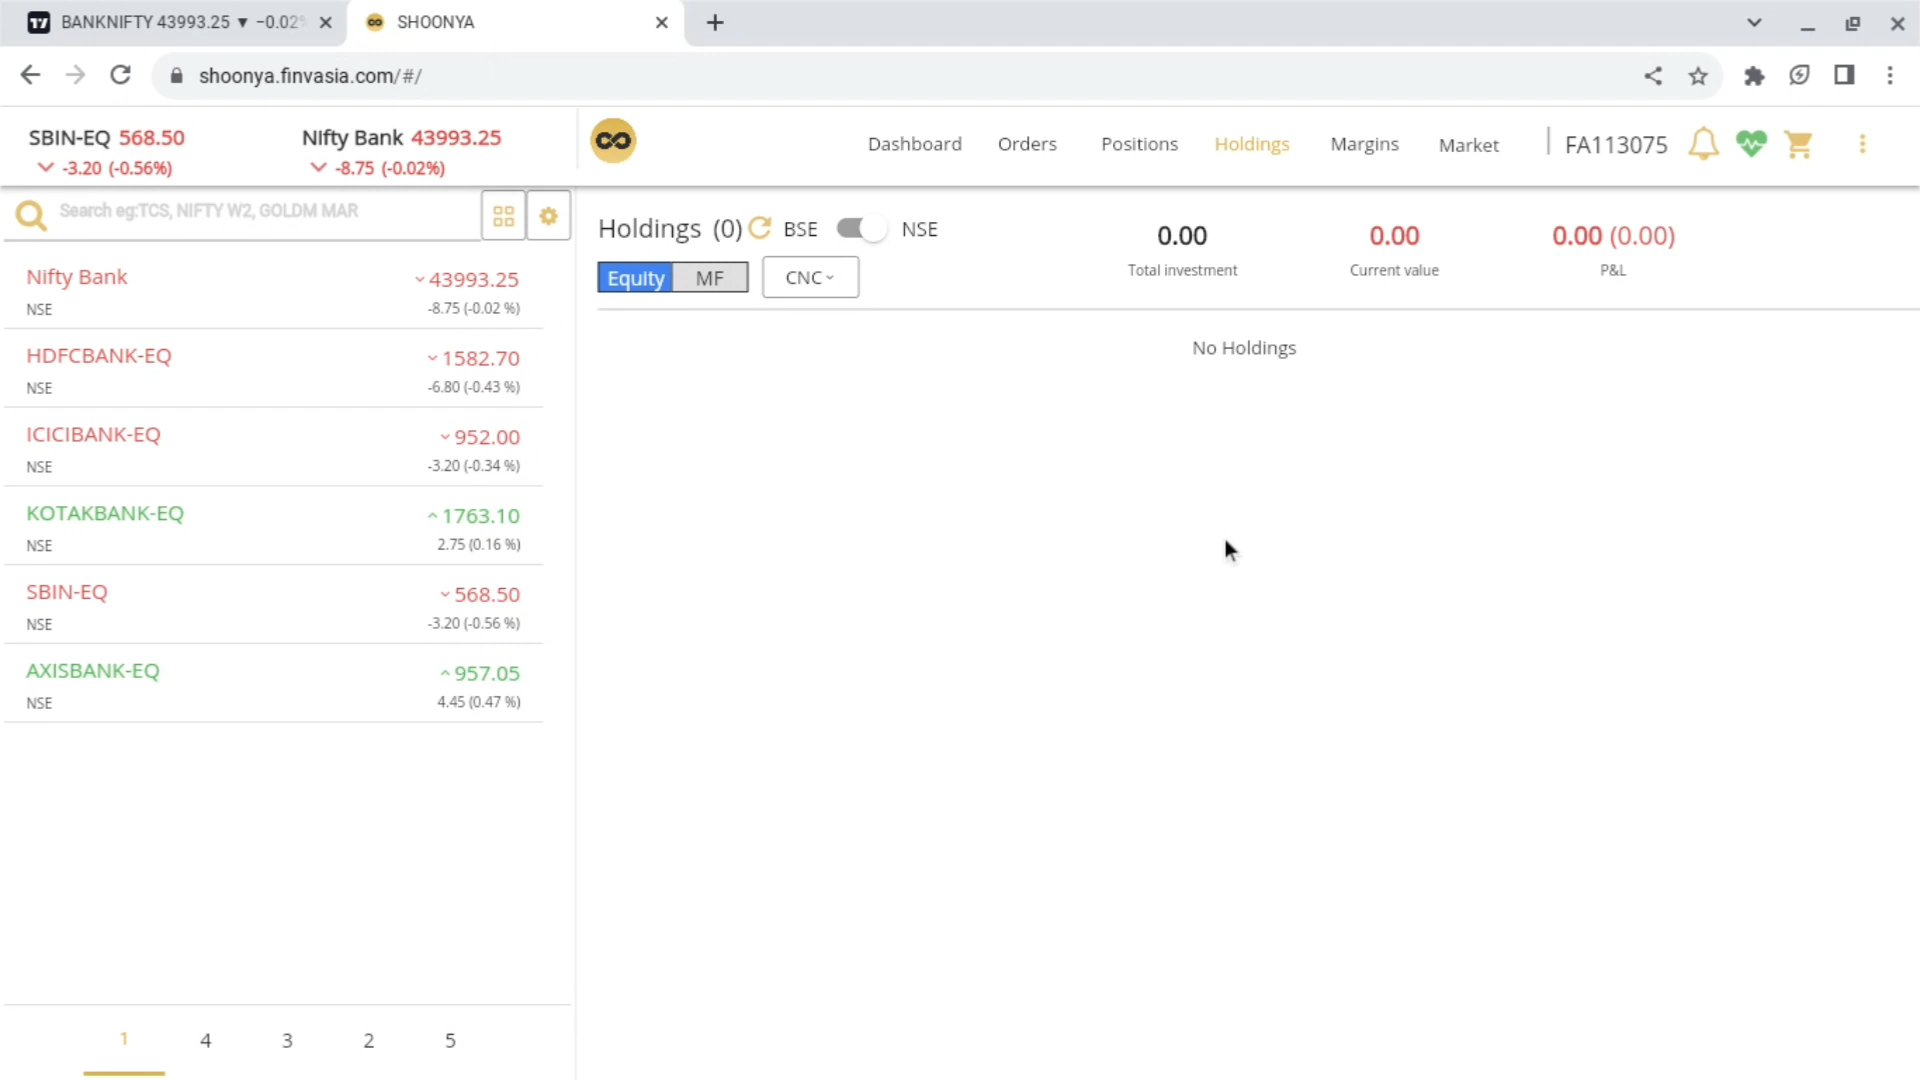 BANKNIFTY 43993.25 ▼ −0.02%
SHOONYA
shoonya.finvasia.com/#/
SBIN-EQ 568.50
-3.20 (-0.56%)
Nifty Bank 43993.25
-8.75 (-0.02%)
Dashboard
Orders
Positions
Holdings
Margins
Market
FA113075
Search eg:TCS, NIFTY W2, GOLDM MAR
Nifty Bank
43993.25
NSE
-8.75 (-0.02 %)
HDFCBANK-EQ
1582.70
NSE
-6.80 (-0.43 %)
ICICIBANK-EQ
952.00
NSE
-3.20 (-0.34 %)
KOTAKBANK-EQ
1763.10
NSE
2.75 (0.16 %)
SBIN-EQ
568.50
NSE
-3.20 (-0.56 %)
AXISBANK-EQ
957.05
NSE
4.45 (0.47 %)
1 4 3 2 5
Holdings (0)
BSE
NSE
Equity
MF
CNC
0.00
Total investment
0.00
Current value
0.00 (0.00)
P&L
No Holdings